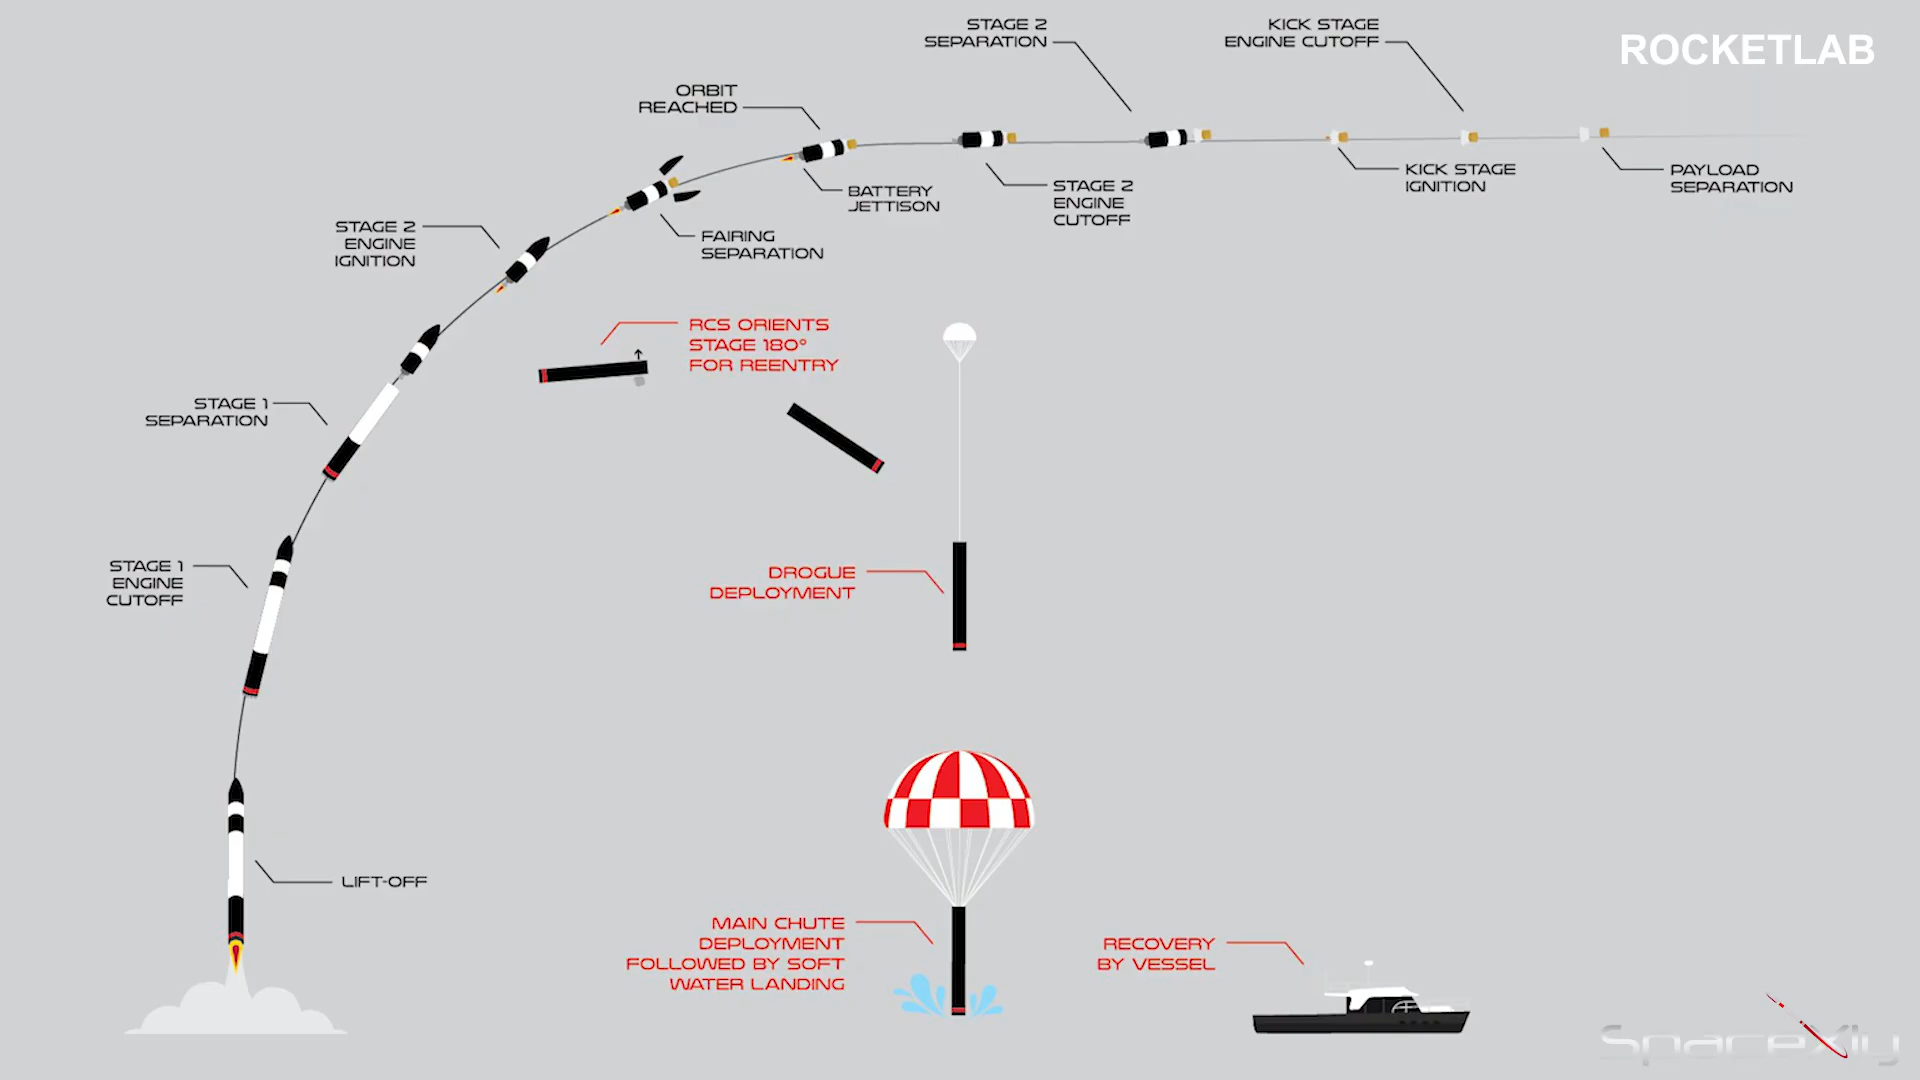 STAGE 2
SEPARATION
KICK STAGE
ENGINE CUTOFF
ROCKETLAB
ORBIT
REACHED
KICK STAGE
IGNITION
PAYLOAD
SEPARATION
STAGE 2
ENGINE
CUTOFF
BATTERY
JETTISON
FAIRING
SEPARATION
STAGE 2
ENGINE
IGNITION
RCS ORIENTS
STAGE 180°
FOR REENTRY
STAGE 1
SEPARATION
STAGE 1
ENGINE
CUTOFF
DROGUE
DEPLOYMENT
LIFT-OFF
MAIN CHUTE
DEPLOYMENT
FOLLOWED BY SOFT
WATER LANDING
RECOVERY
BY VESSEL
SpaceXly